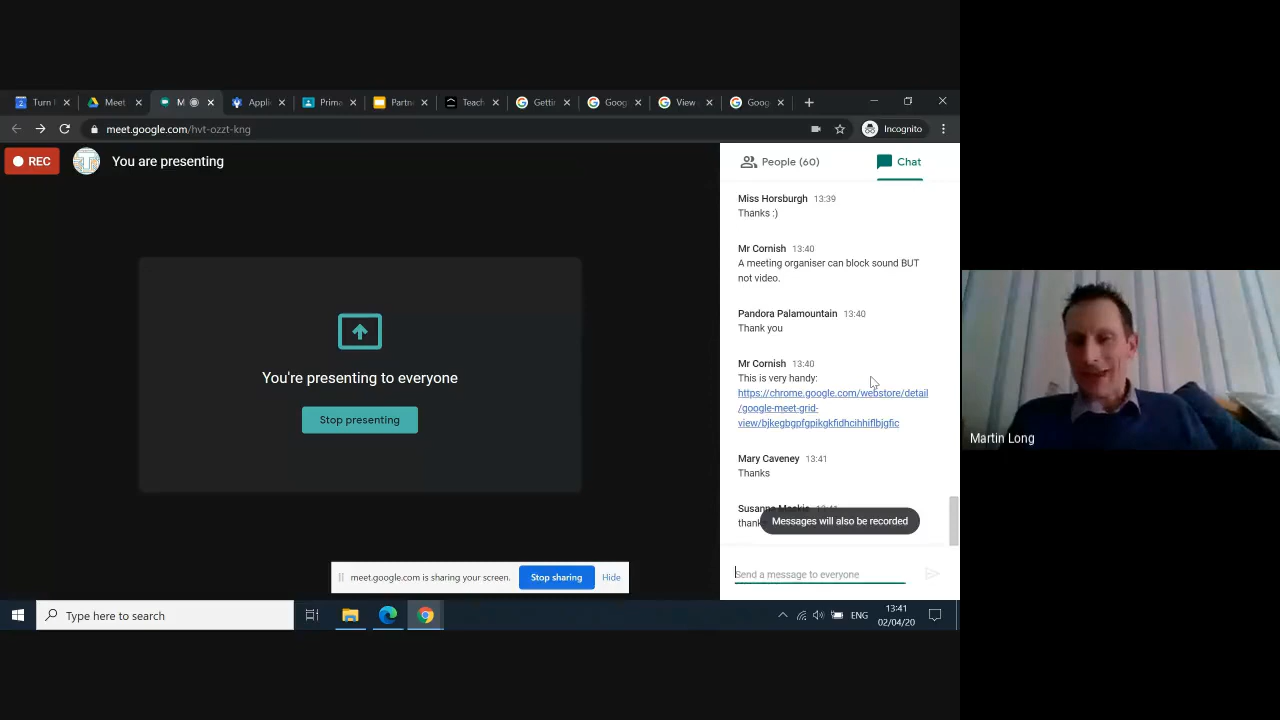 Turn
Meet
M
Appli
Prima
Partn
Teach
Gettin
Goog
View
Goog
meet.google.com/hvt-ozzt-kng
Incognito
REC
You are presenting
People (60)
Chat
Miss Horsburgh 13:39
Thanks :)
Mr Cornish 13:40
A meeting organiser can block sound BUT
not video.
Pandora Palamountain 13:40
Thank you
Mr Cornish 13:40
This is very handy:
https://chrome.google.com/webstore/detail
/google-meet-grid-
view/bjkegbgpfgpikgkfidhcihhiflbjgfic
Mary Caveney 13:41
Thanks
Messages will also be recorded
Send a message to everyone
You're presenting to everyone
Stop presenting
meet.google.com is sharing your screen.
Stop sharing
Hide
Type here to search
ENG
13:41
02/04/20
Martin Long